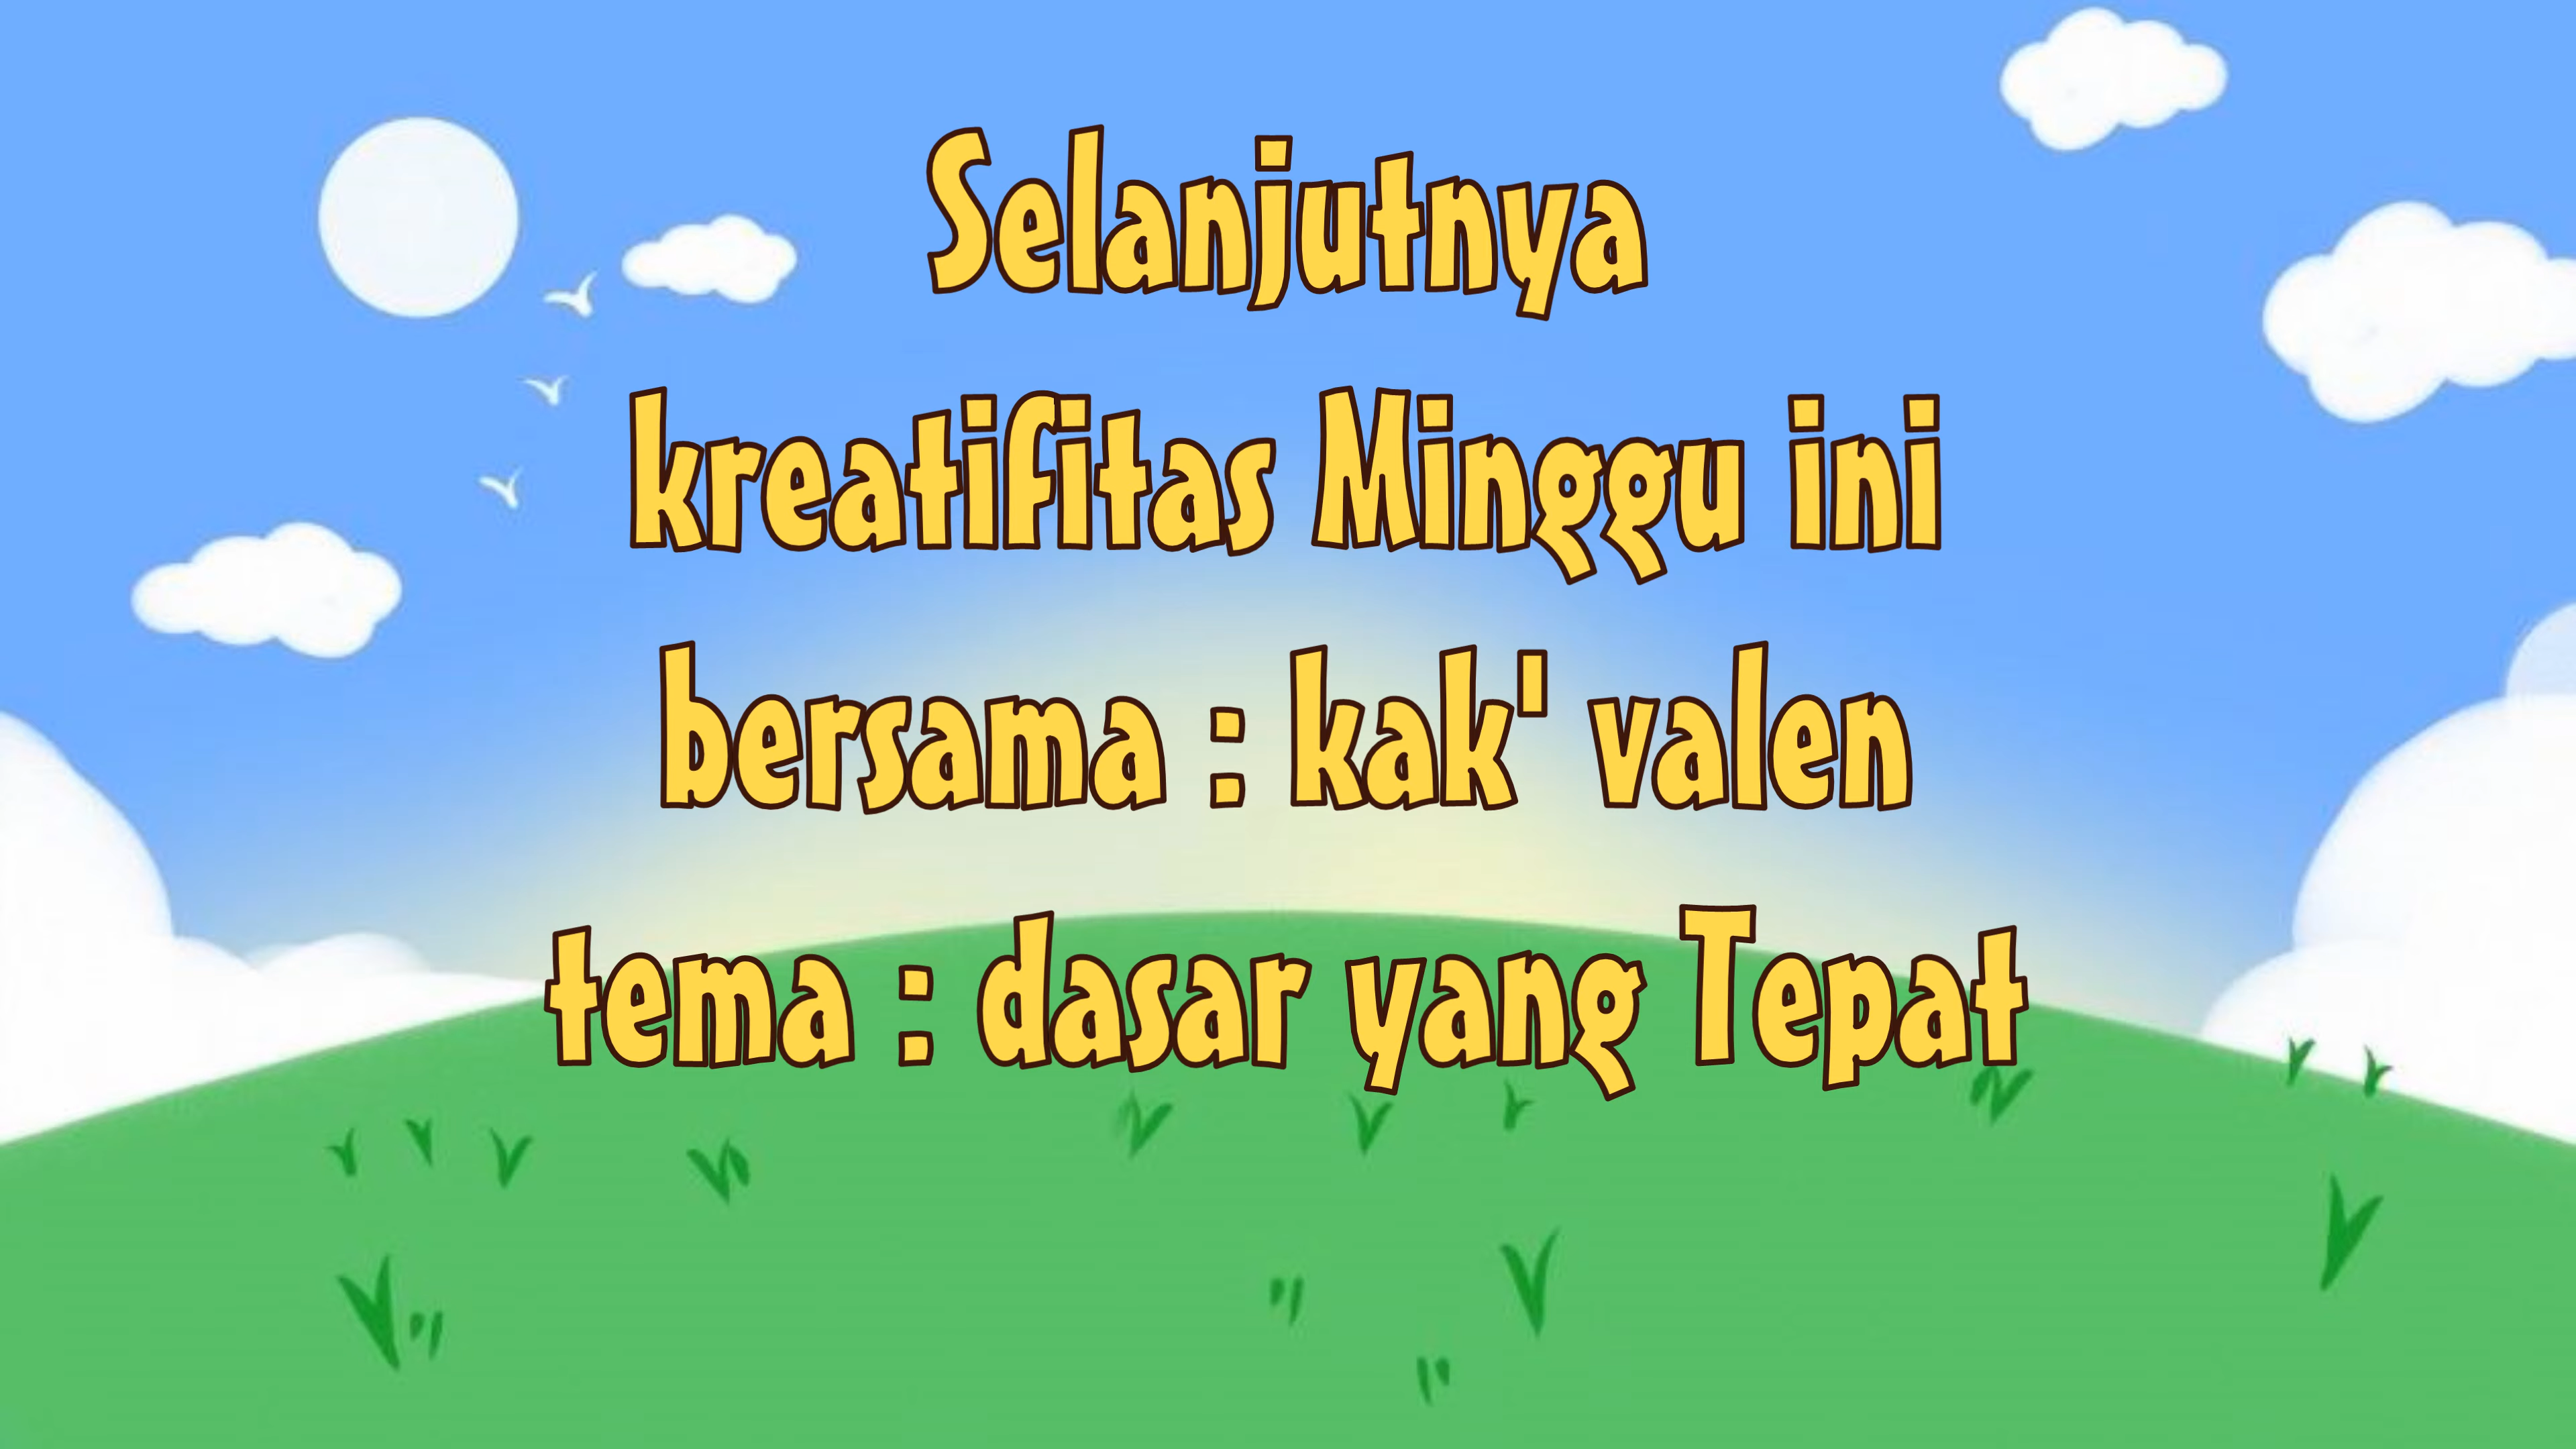 Selanjutnya
kreatifitas Minggu ini
bersama : kak' valen
tema : dasar yang Tepat